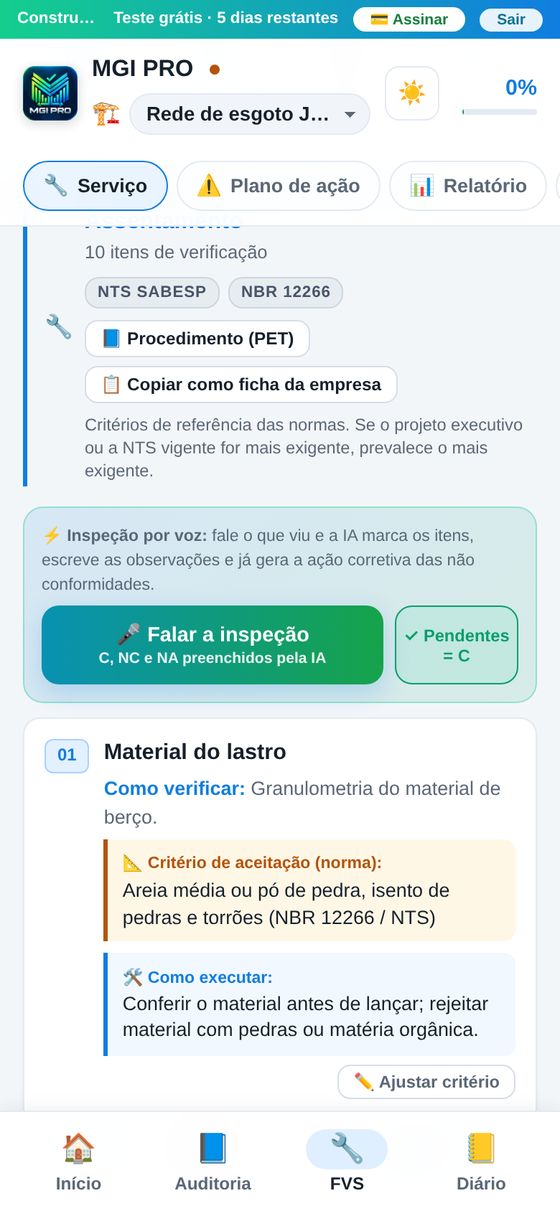 Constru...
Teste grátis · 5 dias restantes
💳 Assinar
Sair
MGI PRO
MGI PRO
Rede de esgoto J...
0%
Serviço
Plano de ação
Relatório
Assentamento
10 itens de verificação
NTS SABESP
NBR 12266
Procedimento (PET)
Copiar como ficha da empresa
Critérios de referência das normas. Se o projeto executivo
ou a NTS vigente for mais exigente, prevalece o mais
exigente.
⚡ Inspeção por voz: fale o que viu e a IA marca os itens,
escreve as observações e já gera a ação corretiva das não
conformidades.
🎤 Falar a inspeção
C, NC e NA preenchidos pela IA
✓ Pendentes
= C
01
Material do lastro
Como verificar: Granulometria do material de
berço.
📐 Critério de aceitação (norma):
Areia média ou pó de pedra, isento de
pedras e torrões (NBR 12266 / NTS)
🛠️ Como executar:
Conferir o material antes de lançar; rejeitar
material com pedras ou matéria orgânica.
✏️ Ajustar critério
Início
Auditoria
FVS
Diário